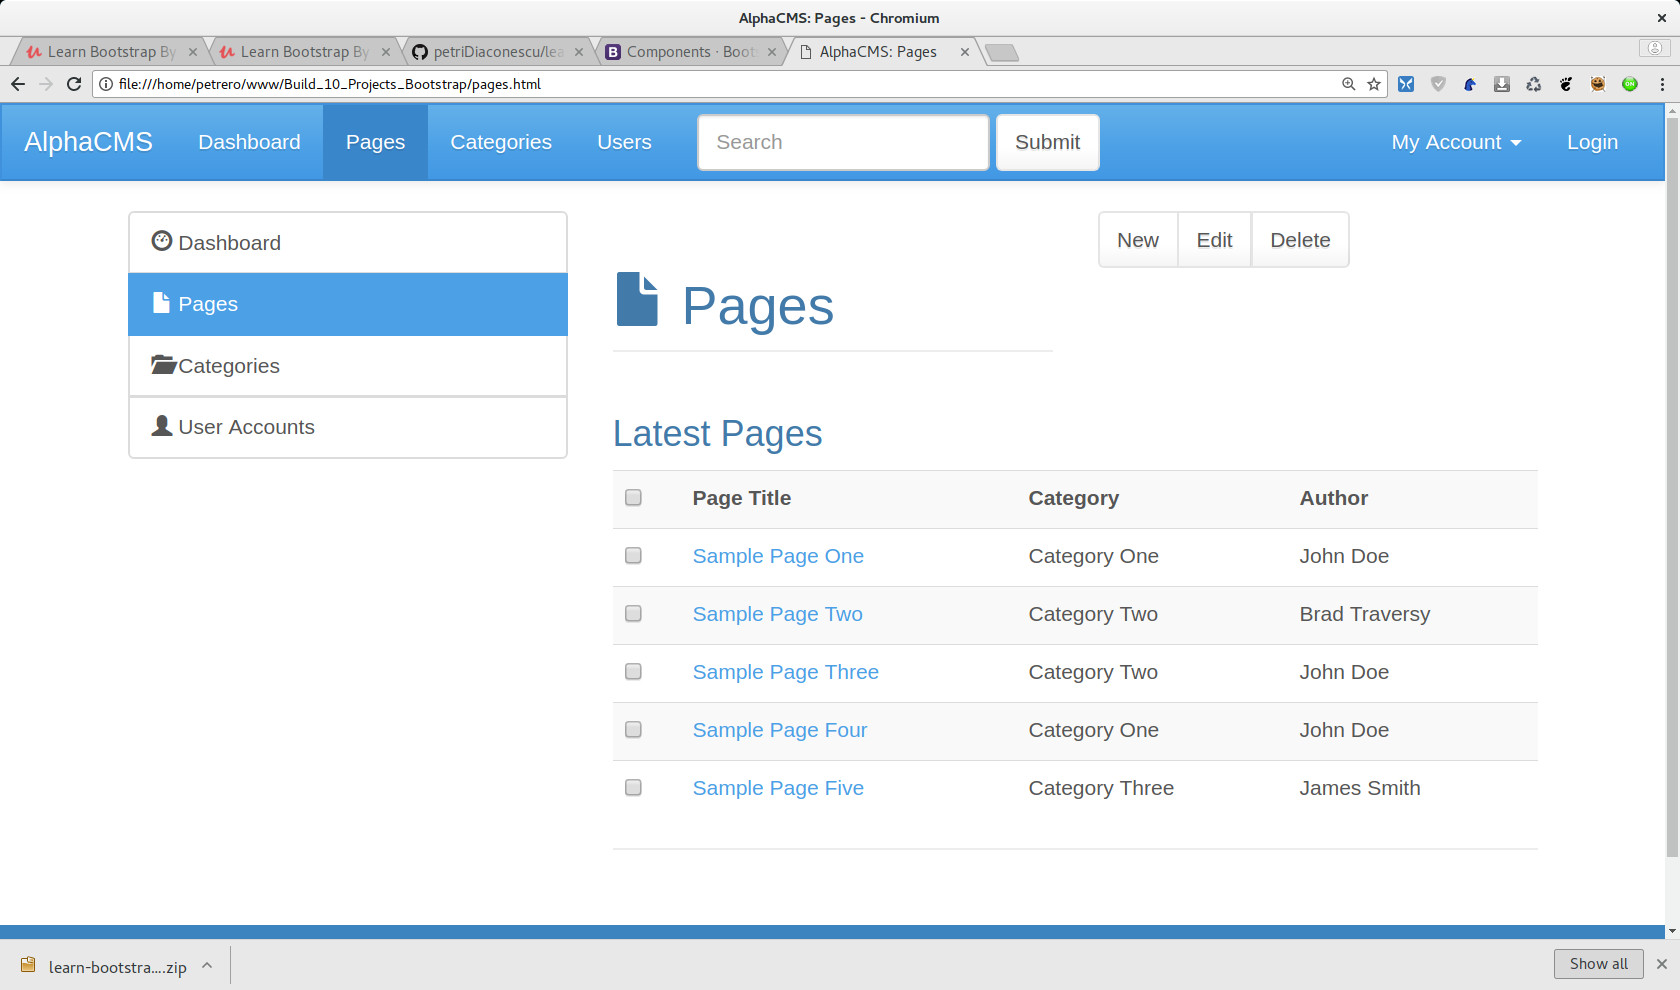 AlphaCMS: Pages - Chromium
Learn Bootstrap By
Learn Bootstrap By
petriDiaconescu/lea
Components · Boots
AlphaCMS: Pages
file:///home/petrero/www/Build_10_Projects_Bootstrap/pages.html
AlphaCMS Dashboard Pages Categories Users Search Submit My Account Login
Dashboard
Pages
Categories
User Accounts
New Edit Delete
Pages
Latest Pages
Page Title Category Author
Sample Page One Category One John Doe
Sample Page Two Category Two Brad Traversy
Sample Page Three Category Two John Doe
Sample Page Four Category One John Doe
Sample Page Five Category Three James Smith
learn-bootstra....zip
Show all